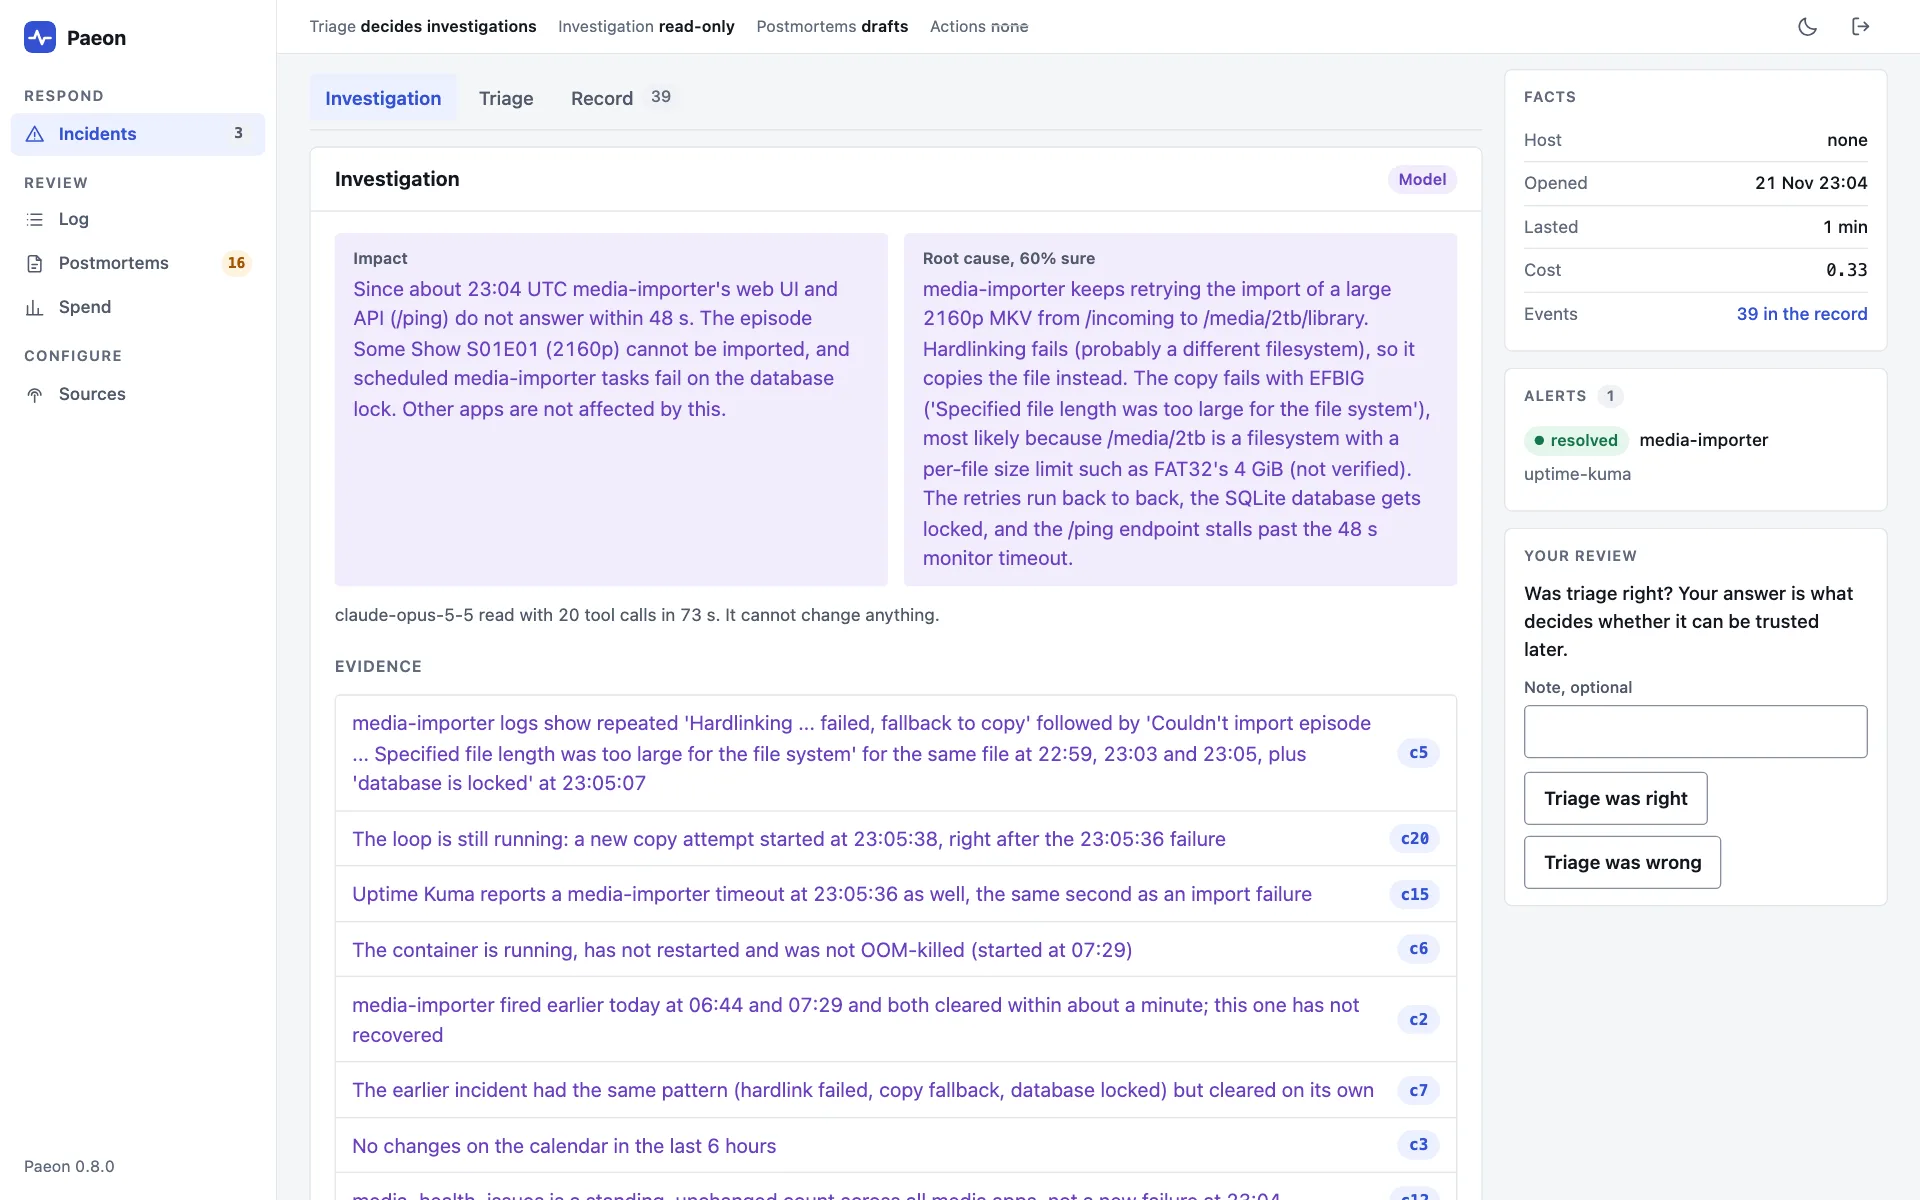 Paeon
RESPOND
Incidents 3
REVIEW
Log
Postmortems 16
Spend
CONFIGURE
Sources
Paeon 0.8.0
Triage decides investigations Investigation read-only Postmortems drafts Actions none
Investigation Triage Record 39
Investigation Model
Impact
Since about 23:04 UTC media-importer's web UI and
API (/ping) do not answer within 48 s. The episode
Some Show S01E01 (2160p) cannot be imported, and
scheduled media-importer tasks fail on the database
lock. Other apps are not affected by this.
Root cause, 60% sure
media-importer keeps retrying the import of a large
2160p MKV from /incoming to /media/2tb/library.
Hardlinking fails (probably a different filesystem), so it
copies the file instead. The copy fails with EFBIG
('Specified file length was too large for the file system'),
most likely because /media/2tb is a filesystem with a
per-file size limit such as FAT32's 4 GiB (not verified).
The retries run back to back, the SQLite database gets
locked, and the /ping endpoint stalls past the 48 s
monitor timeout.
claude-opus-5-5 read with 20 tool calls in 73 s. It cannot change anything.
EVIDENCE
media-importer logs show repeated 'Hardlinking ... failed, fallback to copy' followed by 'Couldn't import episode
... Specified file length was too large for the file system' for the same file at 22:59, 23:03 and 23:05, plus
'database is locked' at 23:05:07
c5
The loop is still running: a new copy attempt started at 23:05:38, right after the 23:05:36 failure c20
Uptime Kuma reports a media-importer timeout at 23:05:36 as well, the same second as an import failure c15
The container is running, has not restarted and was not OOM-killed (started at 07:29) c6
media-importer fired earlier today at 06:44 and 07:29 and both cleared within about a minute; this one has not
recovered
c2
The earlier incident had the same pattern (hardlink failed, copy fallback, database locked) but cleared on its own c7
No changes on the calendar in the last 6 hours c3
media_health_issues is a standing, unchanged count across all media apps, not a new failure at 23:04 c12
FACTS
Host none
Opened 21 Nov 23:04
Lasted 1 min
Cost 0.33
Events 39 in the record
ALERTS 1
resolved media-importer
uptime-kuma
YOUR REVIEW
Was triage right? Your answer is what
decides whether it can be trusted
later.
Note, optional
Triage was right
Triage was wrong